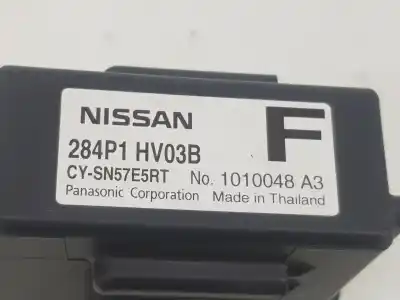 NISSAN
F
284P1 HV03B
CY-SN57E5RT No. 1010048 A3
Panasonic Corporation Made in Thailand